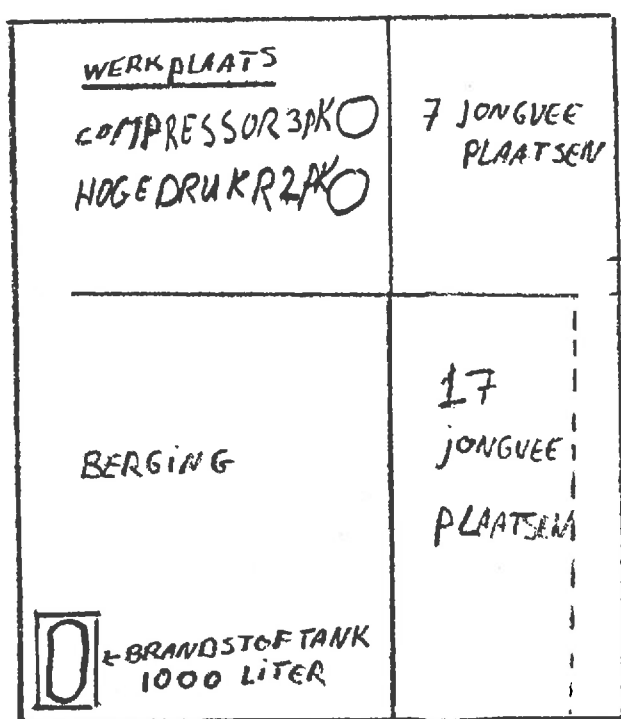 WERKPLAATS
COMPRESSOR 3PK
HOGEDRUKR 2PK
7 JONGVEE
PLAATSEN
17
JONGVEE
PLAATSEN
BERGING
BRANDSTOFTANK
1000 LITER